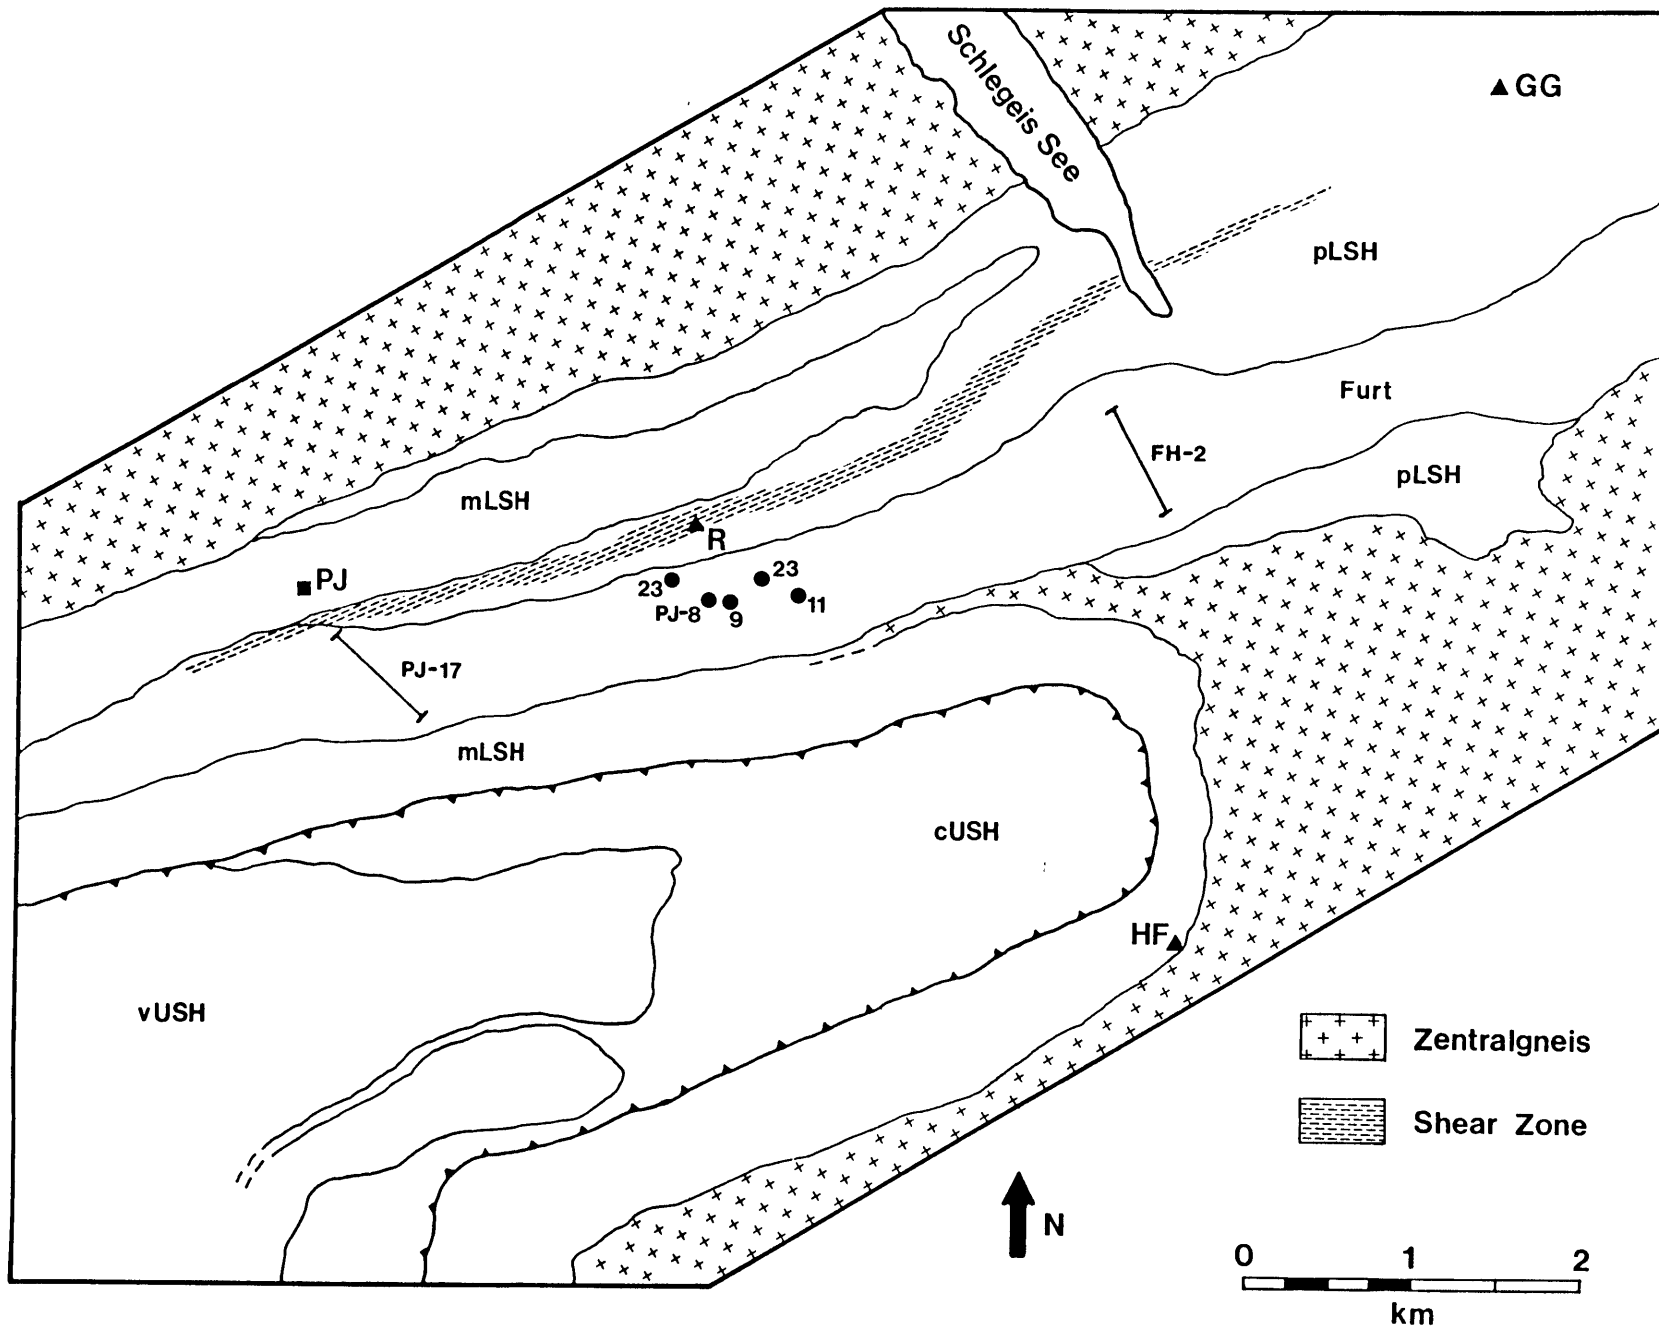 Schlegeis See
GG
pLSH
Furt
FH-2
pLSH
mLSH
R
PJ
23
23
PJ-8
9
11
PJ-17
mLSH
cUSH
HF
vUSH
Zentralgneis
Shear Zone
N
0 1 2
km